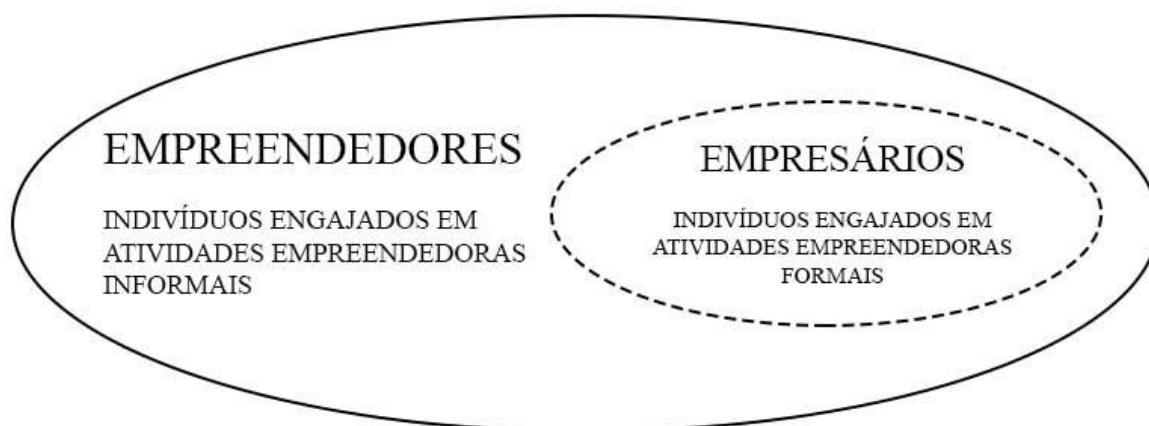 EMPREENDEDORES
INDIVÍDUOS ENGAJADOS EM
ATIVIDADES EMPREENDEDORAS
INFORMAIS
EMPRESÁRIOS
INDIVÍDUOS ENGAJADOS EM
ATIVIDADES EMPREENDEDORAS
FORMAIS